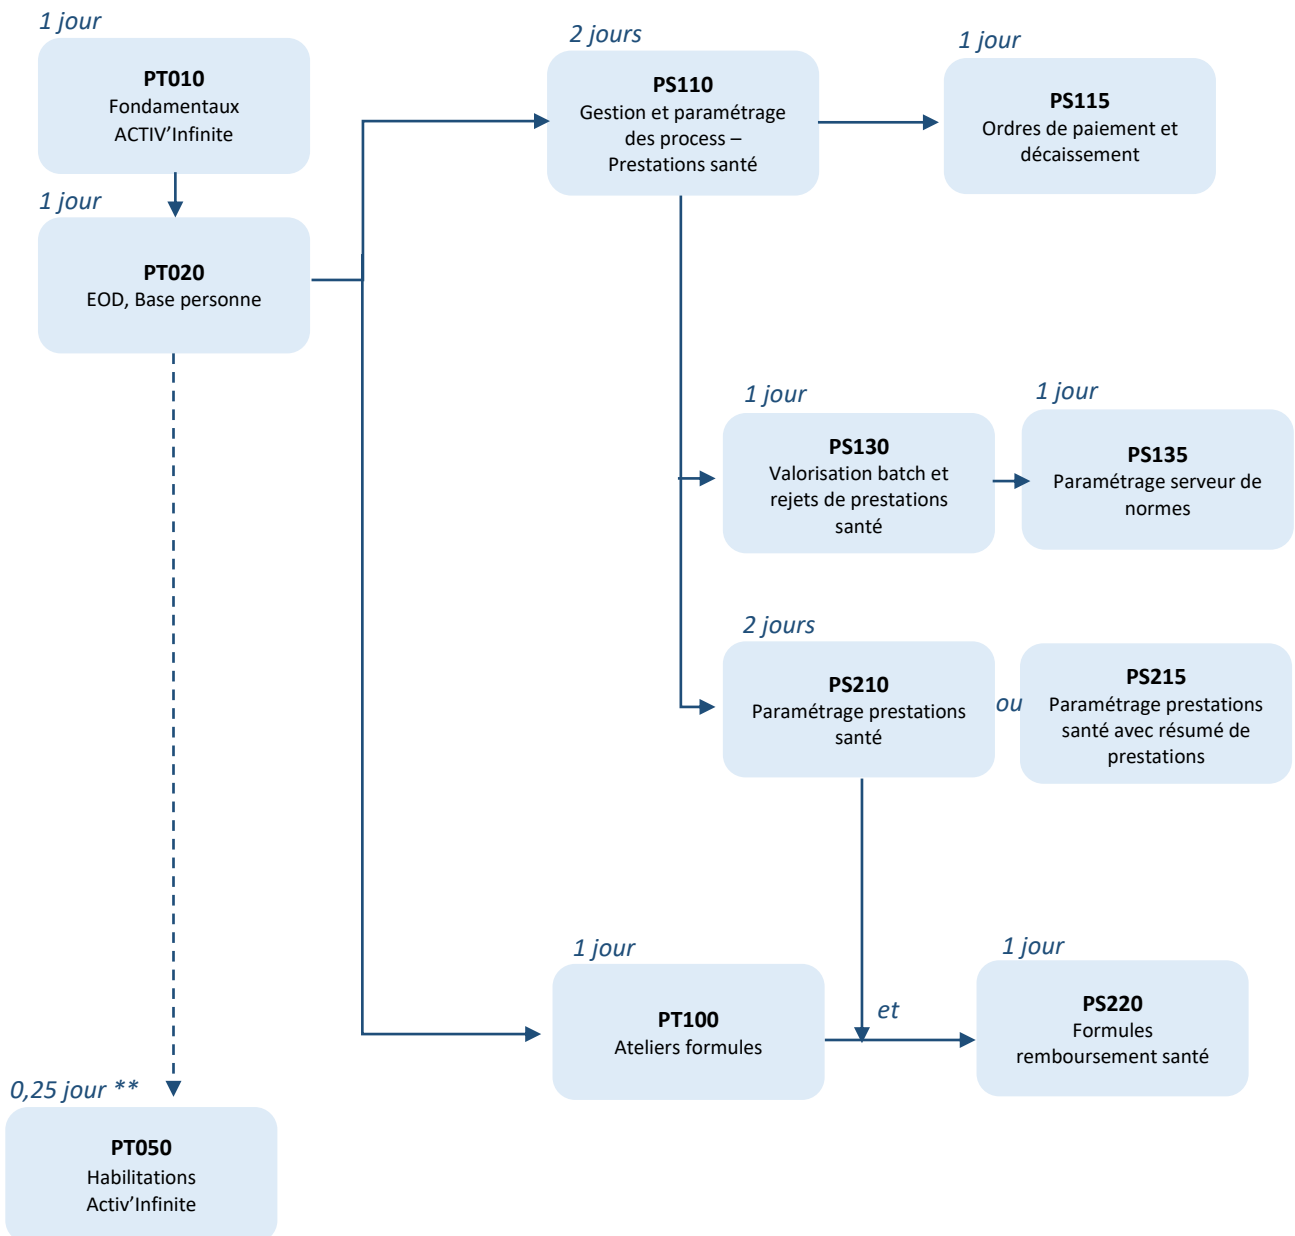 1 jour
PT010
Fondamentaux
ACTIV’Infinite
1 jour
PT020
EOD, Base personne
2 jours
PS110
Gestion et paramétrage
des process –
Prestations santé
1 jour
PS115
Ordres de paiement et
décaissement
1 jour
PS130
Valorisation batch et
rejets de prestations
santé
1 jour
PS135
Paramétrage serveur de
normes
2 jours
PS210
Paramétrage prestations
santé
ou
PS215
Paramétrage prestations
santé avec résumé de
prestations
1 jour
PT100
Ateliers formules
et
1 jour
PS220
Formules
remboursement santé
0,25 jour **
PT050
Habilitations
Activ’Infinite